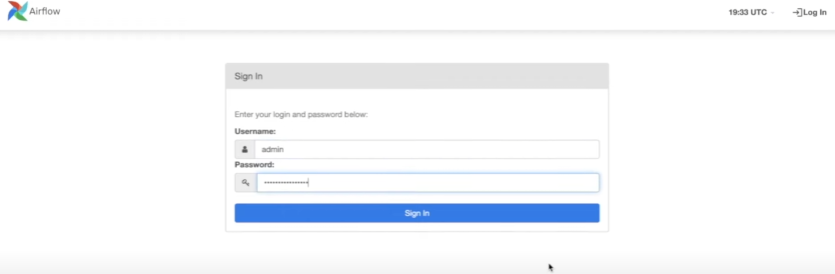 Airflow
19:33 UTC
Log In
Sign In
Enter your login and password below:
Username:
admin
Password:
Sign In